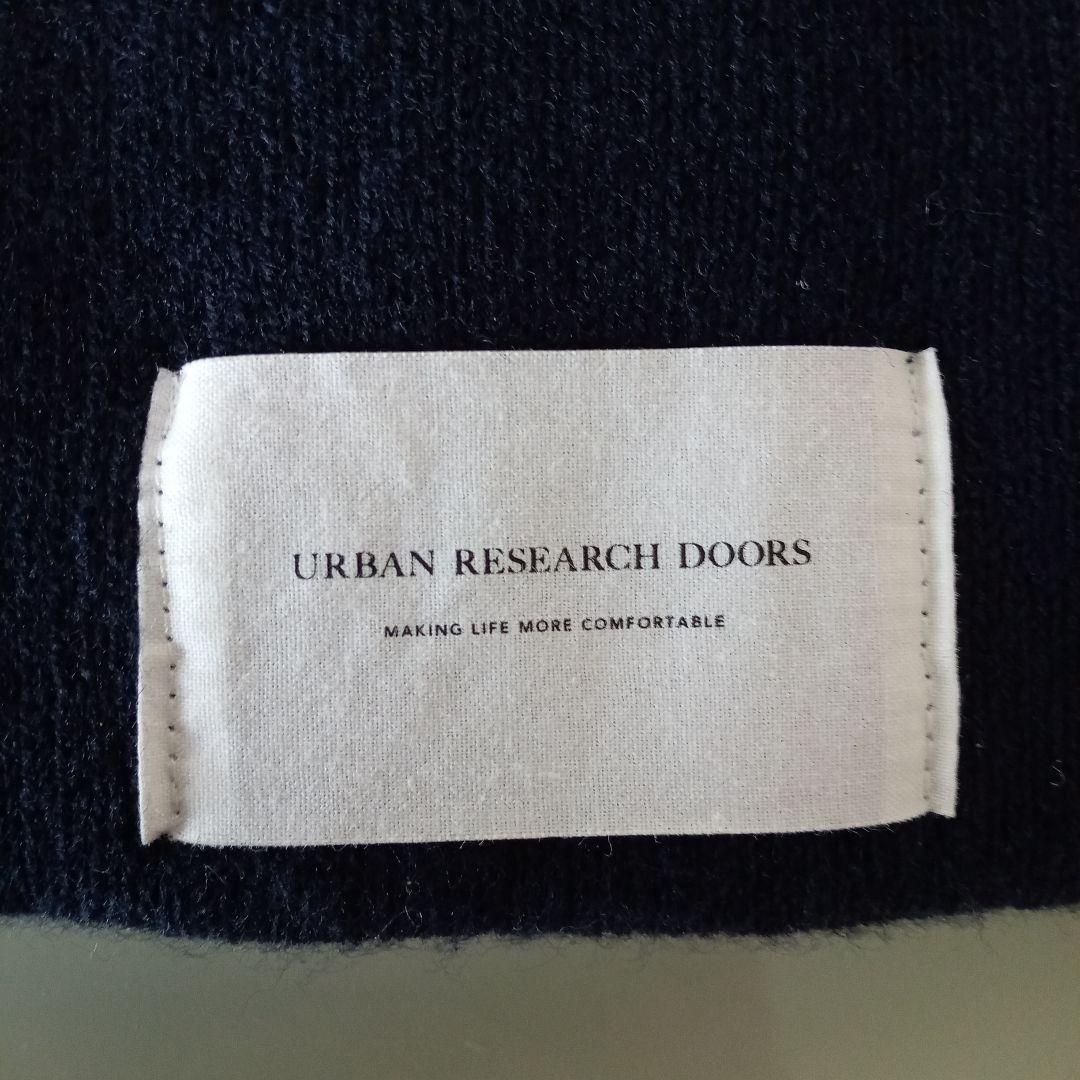 URBAN RESEARCH DOORS
MAKING LIFE MORE COMFORTABLE